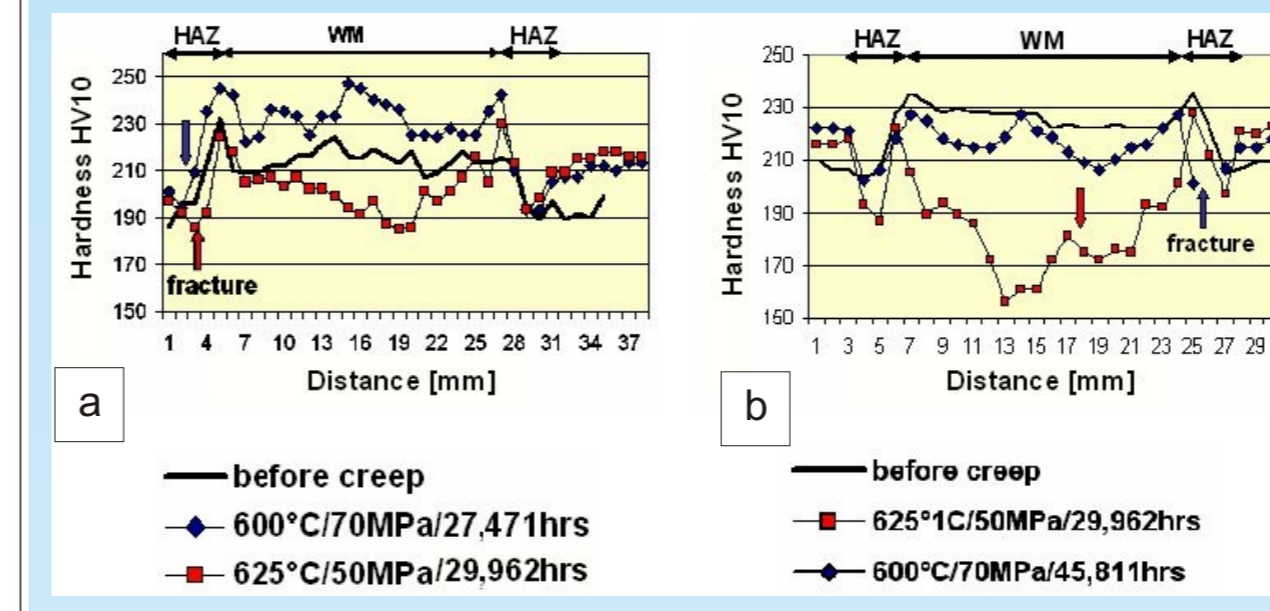 HAZ WM HAZ
250
230
210
190
170
150
Hardness HV10
fracture
1 4 7 10 13 16 19 22 25 28 31 34 37
Distance [mm]
a
before creep
600°C/70MPa/27,471hrs
625°C/50MPa/29,962hrs
HAZ WM HAZ
250
230
210
190
170
150
Hardness HV10
fracture
1 3 5 7 9 11 13 15 17 19 21 23 25 27 29
Distance [mm]
b
before creep
625°1C/50MPa/29,962hrs
600°C/70MPa/45,811hrs